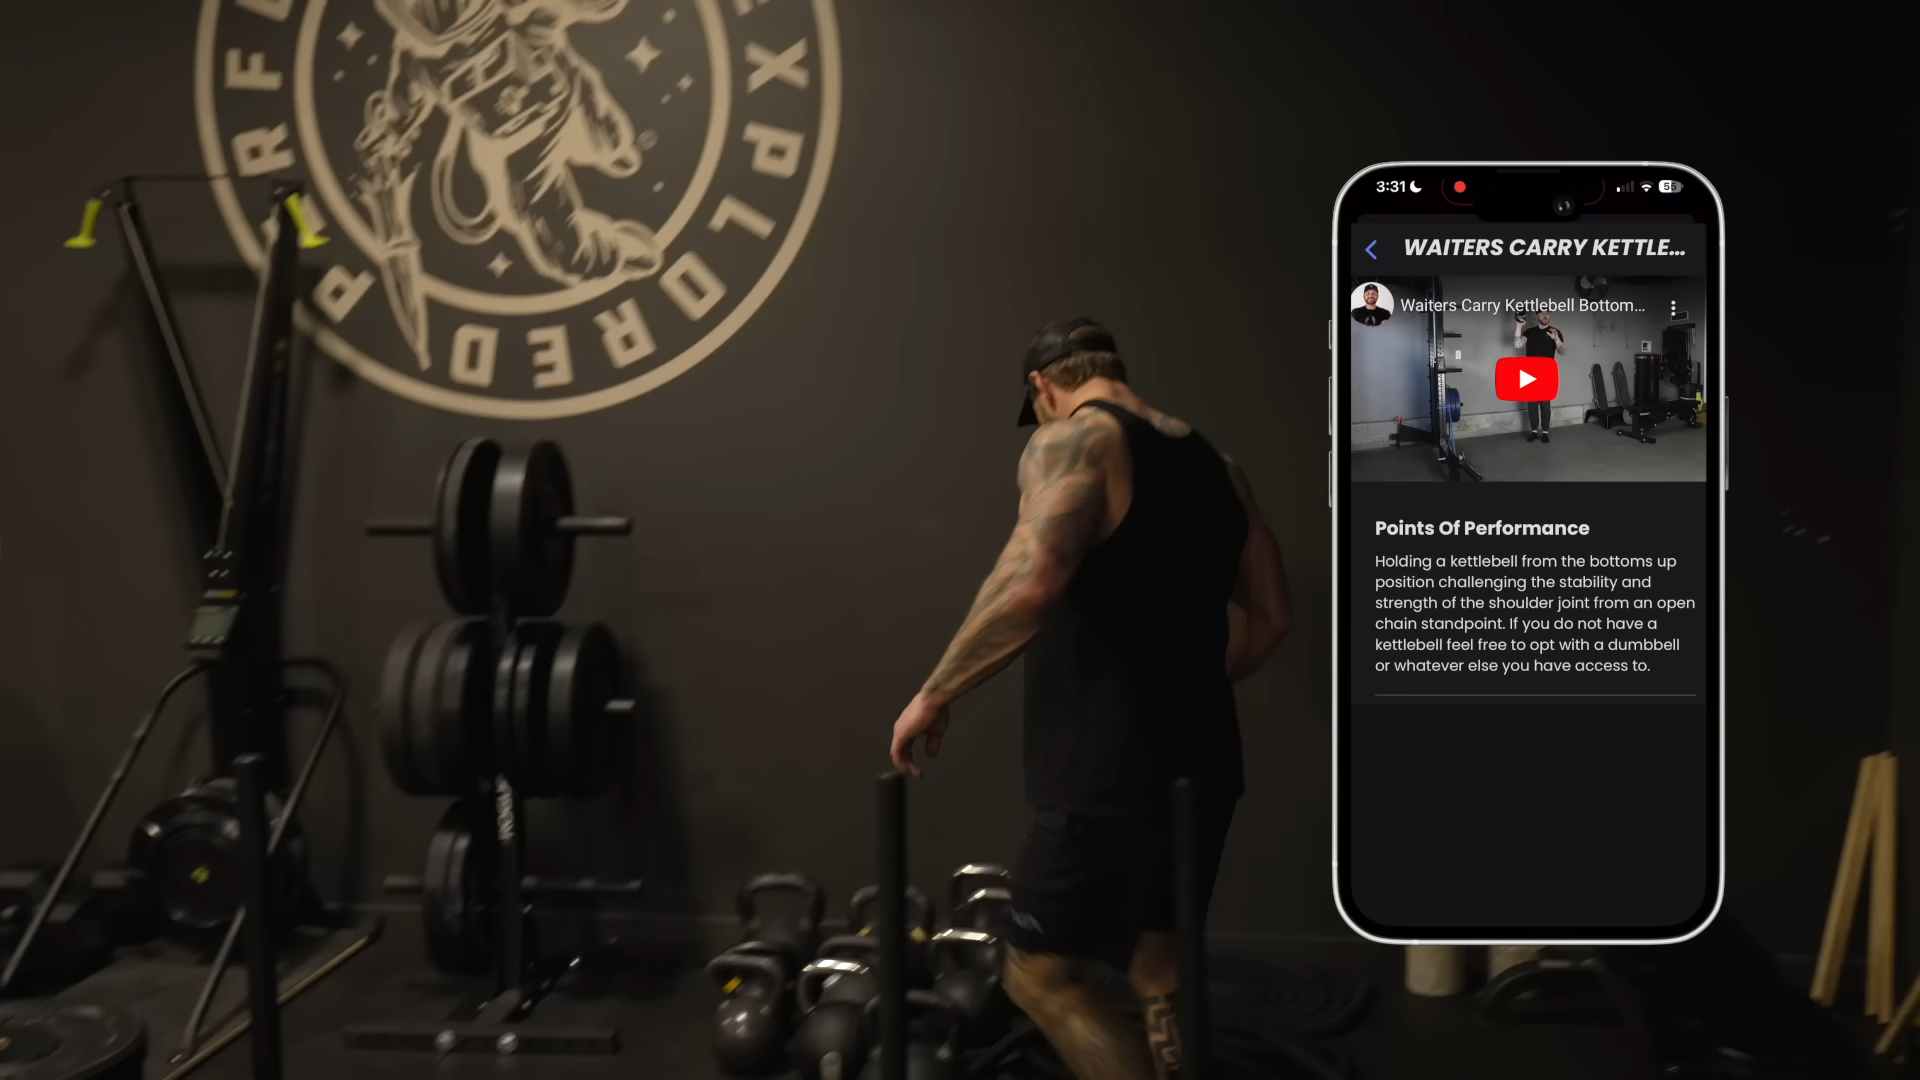 PERF
EXPLORED
3:31
55
WAITERS CARRY KETTLE...
Waiters Carry Kettlebell Bottom...
Points Of Performance
Holding a kettlebell from the bottoms up
position challenging the stability and
strength of the shoulder joint from an open
chain standpoint. If you do not have a
kettlebell feel free to opt with a dumbbell
or whatever else you have access to.